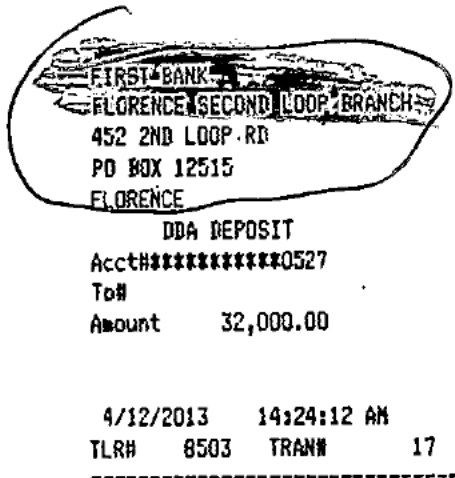 FIRST BANK
FLORENCE SECOND LOOP BRANCH
452 2ND LOOP RD
PO BOX 12515
FLORENCE
DDA DEPOSIT
Acct#***********0527
To#
Amount 32,000.00
4/12/2013 14:24:12 AM
TLR# 8503 TRAN# 17